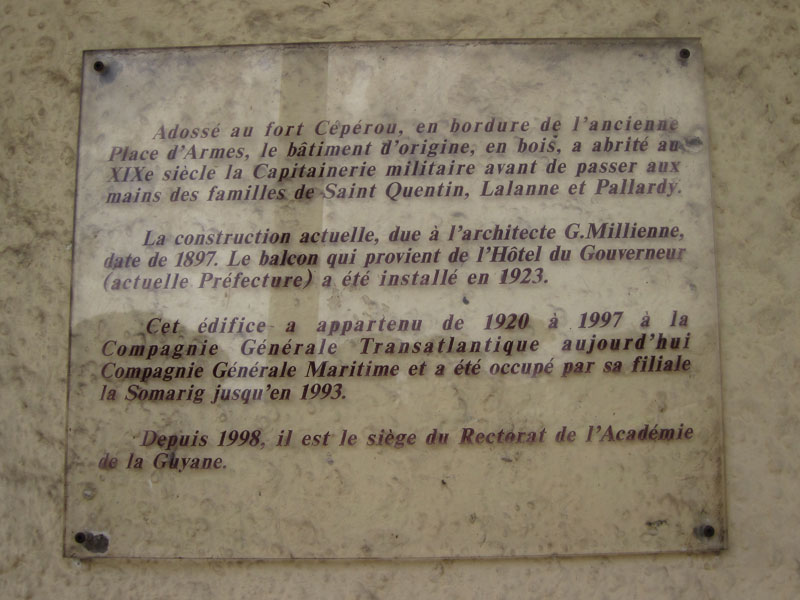 Adossé au fort Cépérou, en bordure de l'ancienne
Place d'Armes, le bâtiment d'origine, en bois, a abrité au
XIXe siècle la Capitainerie militaire avant de passer aux
mains des familles de Saint Quentin, Lalanne et Pallardy.
La construction actuelle, due à l'architecte G.Millienne,
date de 1897. Le balcon qui provient de l'Hôtel du Gouverneur
(actuelle Préfecture) a été installé en 1923.
Cet édifice a appartenu de 1920 à 1997 à la
Compagnie Générale Transatlantique aujourd'hui
Compagnie Générale Maritime et a été occupé par sa filiale
la Somarig jusqu'en 1993.
Depuis 1998, il est le siège du Rectorat de l'Académie
de la Guyane.